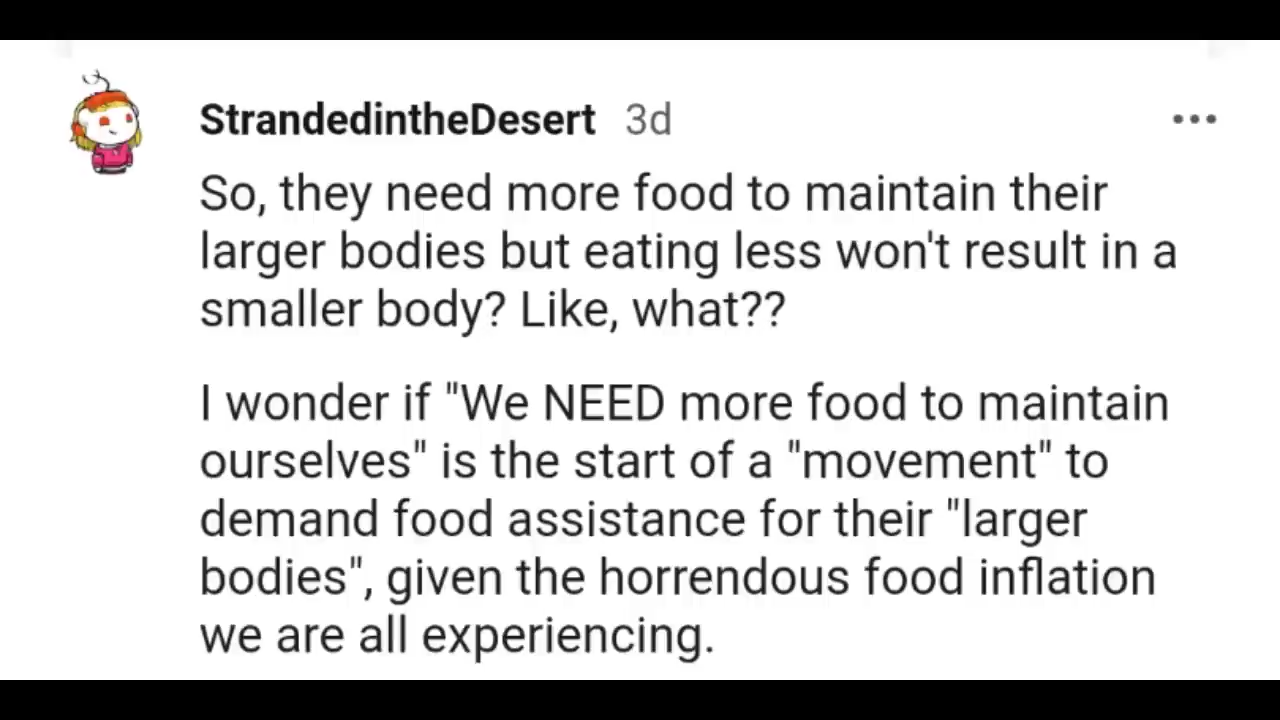 StrandedintheDesert 3d
So, they need more food to maintain their
larger bodies but eating less won't result in a
smaller body? Like, what??
I wonder if "We NEED more food to maintain
ourselves" is the start of a "movement" to
demand food assistance for their "larger
bodies", given the horrendous food inflation
we are all experiencing.